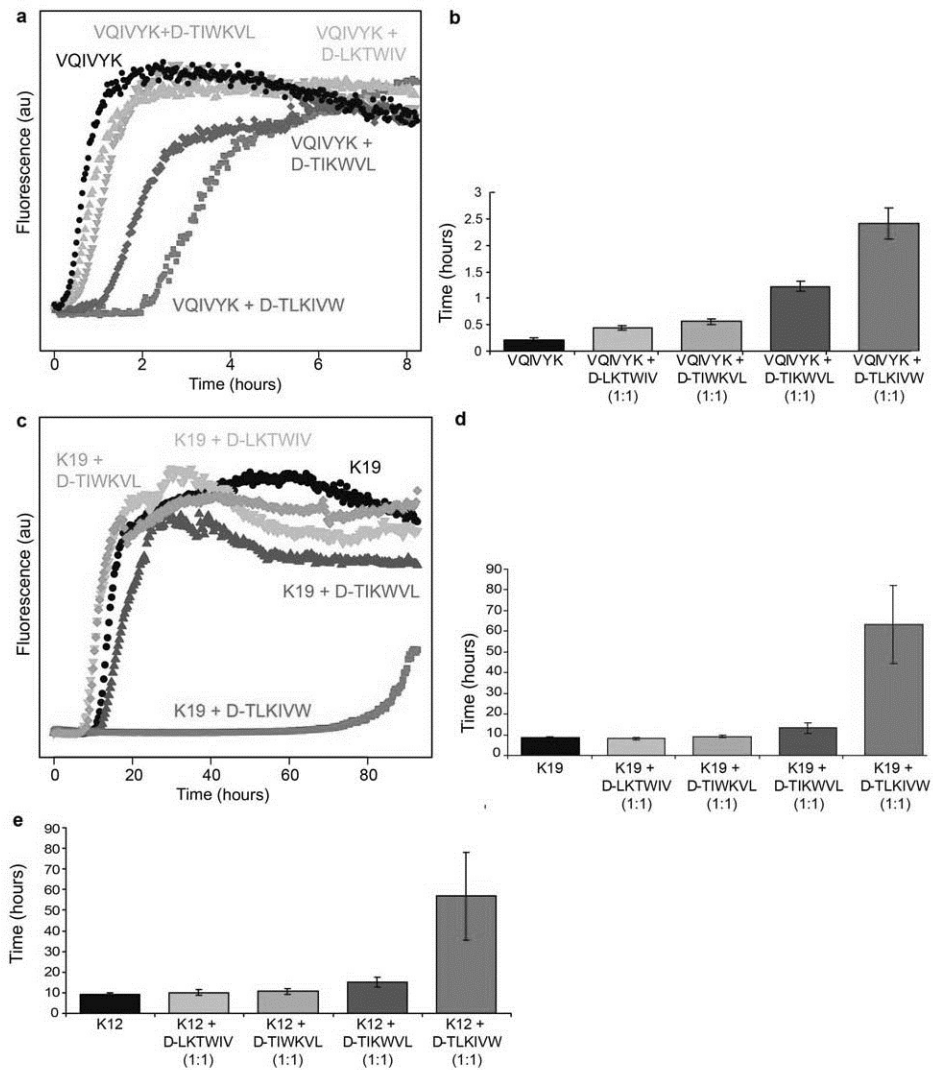 a
VQIVYK+D-TIWKVL
VQIVYK +
D-LKTWIV
VQIVYK
VQIVYK +
D-TIKWVL
VQIVYK + D-TLKIVW
Fluorescence (au)
0 2 4 6 8
Time (hours)
b
Time (hours)
3
2.5
2
1.5
1
0.5
0
VQIVYK VQIVYK + VQIVYK + VQIVYK + VQIVYK +
D-LKTWIV D-TIWKVL D-TIKWVL D-TLKIVW
(1:1) (1:1) (1:1) (1:1)
c
K19 + D-LKTWIV
K19 +
D-TIWKVL
K19
K19 + D-TIKWVL
K19 + D-TLKIVW
Fluorescence (au)
0 20 40 60 80
Time (hours)
d
Time (hours)
90
80
70
60
50
40
30
20
10
0
K19 K19 + K19 + K19 + K19 +
D-LKTWIV D-TIWKVL D-TIKWVL D-TLKIVW
(1:1) (1:1) (1:1) (1:1)
e
Time (hours)
90
80
70
60
50
40
30
20
10
0
K12 K12 + K12 + K12 + K12 +
D-LKTWIV D-TIWKVL D-TIKWVL D-TLKIVW
(1:1) (1:1) (1:1) (1:1)